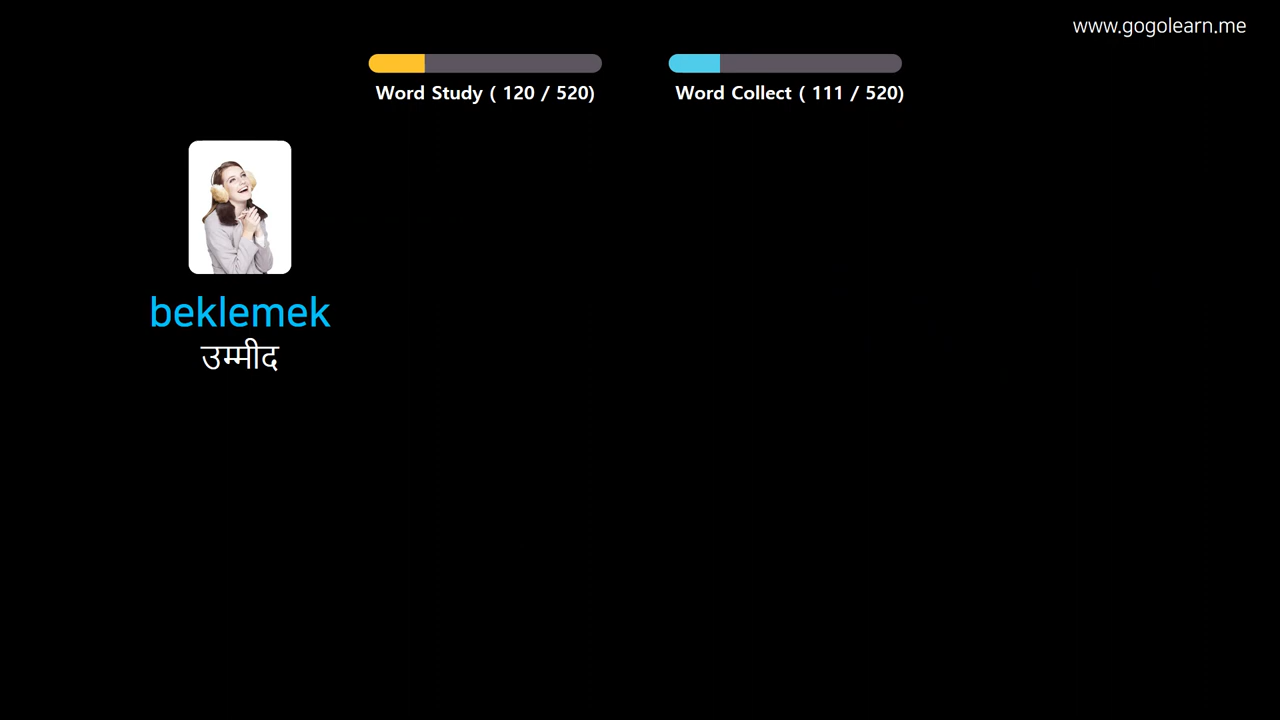 www.gogolearn.me
Word Study ( 120 / 520)
Word Collect ( 111 / 520)
beklemek
उम्मीद